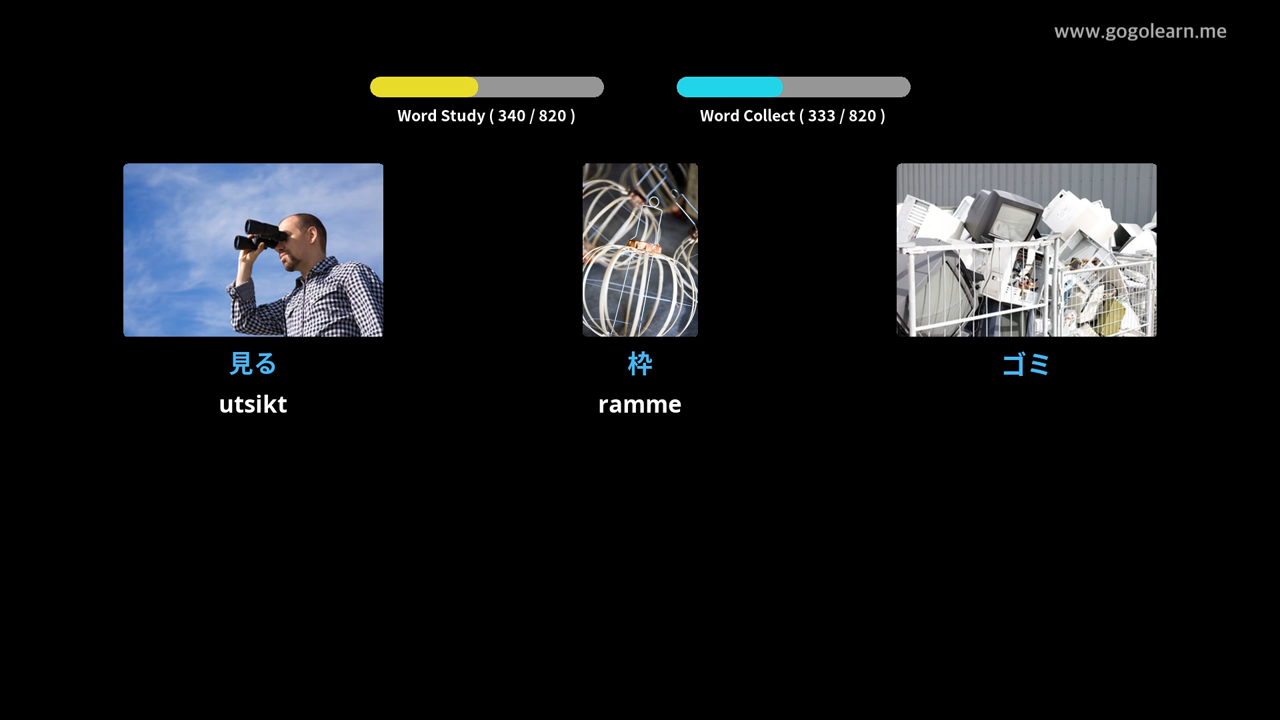 www.gogolearn.me
Word Study ( 340 / 820 )
Word Collect ( 333 / 820 )
見る
枠
ゴミ
utsikt
ramme